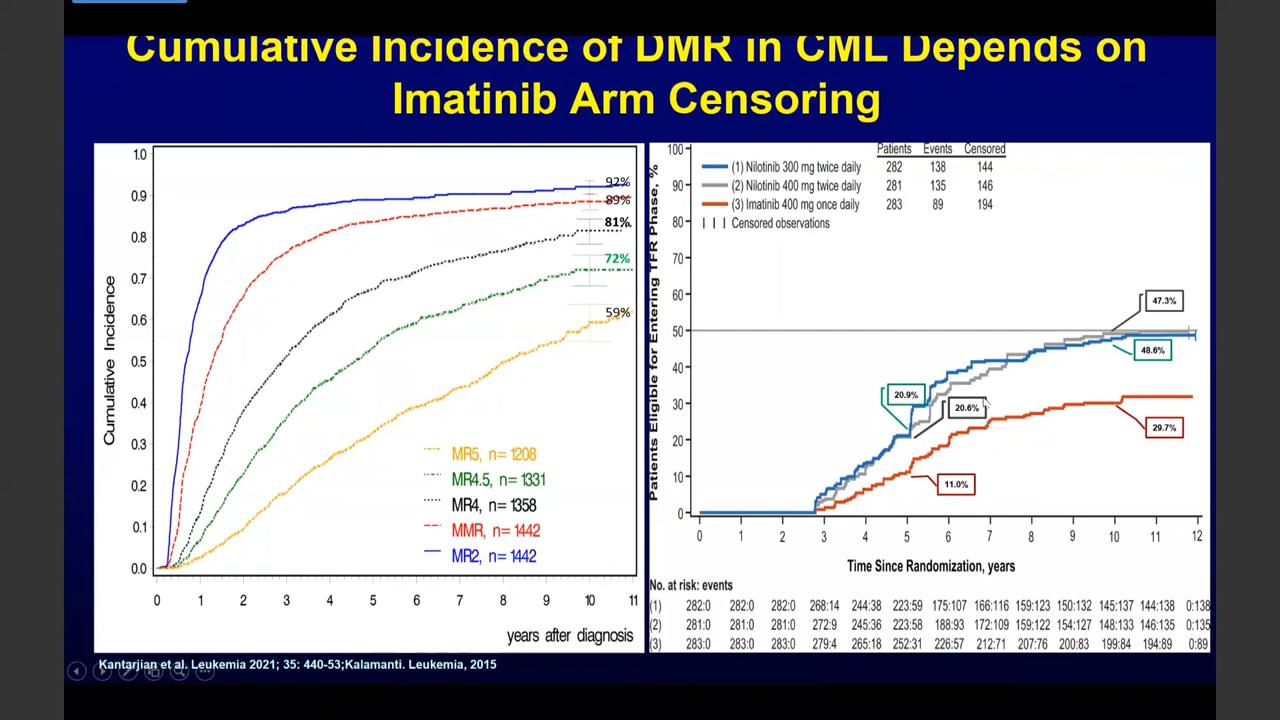 Cumulative Incidence of DMR in CML Depends on
Imatinib Arm Censoring
Cumulative Incidence
1.0
0.9
0.8
0.7
0.6
0.5
0.4
0.3
0.2
0.1
0.0
92%
89%
81%
72%
59%
MR5, n= 1208
MR4.5, n= 1331
MR4, n= 1358
MMR, n= 1442
MR2, n= 1442
0 1 2 3 4 5 6 7 8 9 10 11
years after diagnosis
Patients Eligible for Entering TFR Phase, %
100
90
80
70
60
50
40
30
20
10
0
Patients Events Censored
(1) Nilotinib 300 mg twice daily 282 138 144
(2) Nilotinib 400 mg twice daily 281 135 146
(3) Imatinib 400 mg once daily 283 89 194
Censored observations
47.3%
48.6%
20.9%
20.6%
29.7%
11.0%
0 1 2 3 4 5 6 7 8 9 10 11 12
Time Since Randomization, years
No. at risk: events
(1) 282:0 282:0 282:0 268:14 244:38 223:59 175:107 166:116 159:123 150:132 145:137 144:138 0:138
(2) 281:0 281:0 281:0 272:9 245:36 223:58 188:93 172:109 159:122 154:127 148:133 146:135 0:135
(3) 283:0 283:0 283:0 279:4 265:18 252:31 226:57 212:71 207:76 200:83 199:84 194:89 0:89
Kantarjian et al. Leukemia 2021; 35: 440-53;Kalamanti. Leukemia, 2015